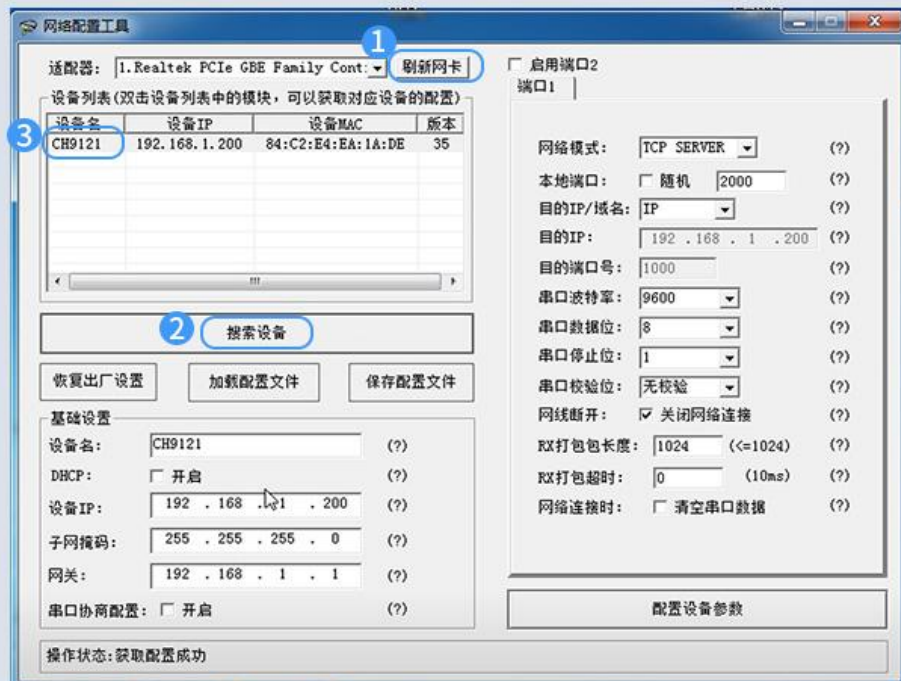 网络配置工具
1
适配器: 1.Realtek PCIe GBE Family Cont: 刷新网卡
设备列表(双击设备列表中的模块，可以获取对应设备的配置)
3
设备名 设备IP 设备MAC 版本
CH9121 192.168.1.200 84:C2:E4:EA:1A:DE 35
2 搜索设备
恢复出厂设置 加载配置文件 保存配置文件
基础设置
设备名: CH9121 (?)
DHCP: 开启 (?)
设备IP: 192 . 168 . 1 . 200 (?)
子网掩码: 255 . 255 . 255 . 0 (?)
网关: 192 . 168 . 1 . 1 (?)
串口协商配置: 开启 (?)
启用端口2
端口1
网络模式: TCP SERVER (?)
本地端口: 随机 2000 (?)
目的IP/域名: IP (?)
目的IP: 192 . 168 . 1 . 200 (?)
目的端口号: 1000 (?)
串口波特率: 9600 (?)
串口数据位: 8 (?)
串口停止位: 1 (?)
串口校验位: 无校验 (?)
网线断开: 关闭网络连接 (?)
RX打包包长度: 1024 (<=1024) (?)
RX打包超时: 0 (10ms) (?)
网络连接时: 清空串口数据 (?)
配置设备参数
操作状态:获取配置成功